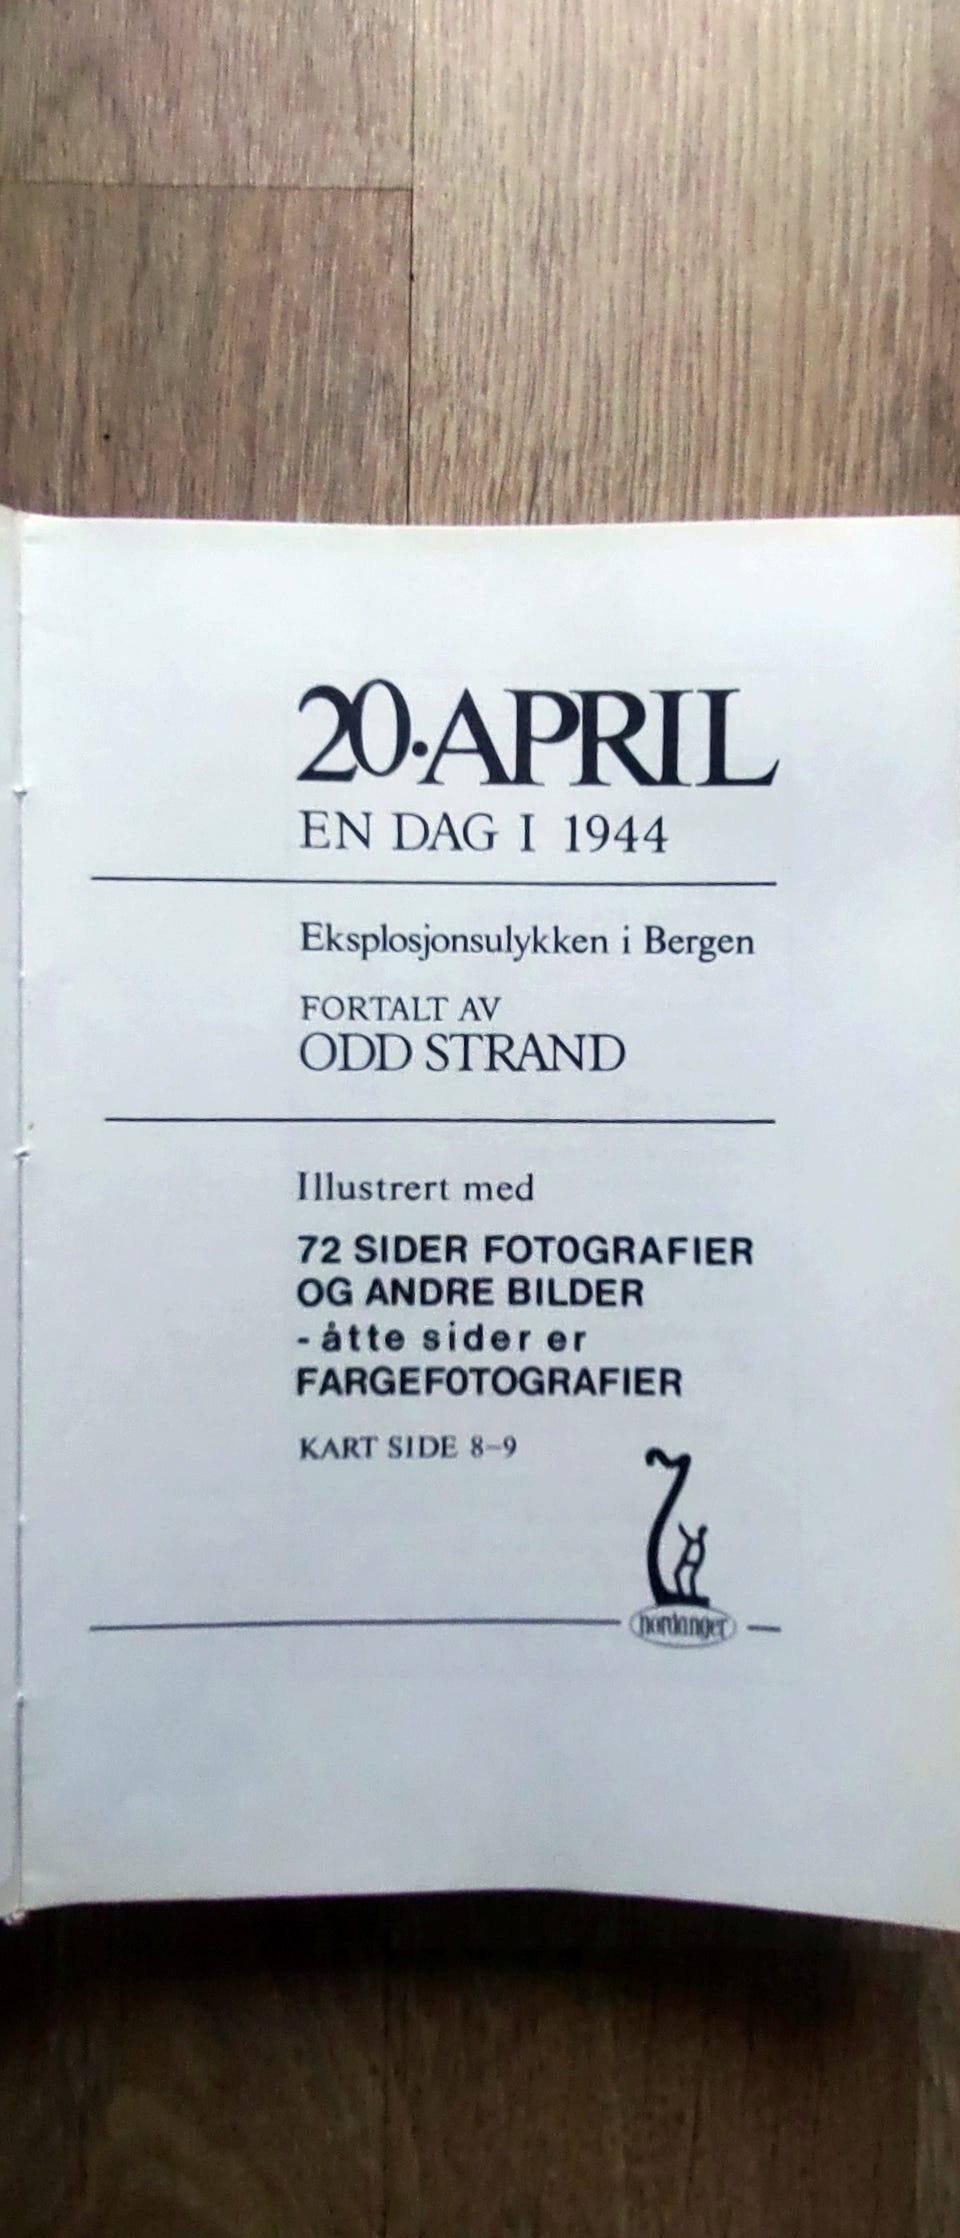 20. APRIL
EN DAG I 1944
Eksplosjonsulykken i Bergen
FORTALT AV
ODD STRAND
Illustrert med
72 SIDER FOTOGRAFIER
OG ANDRE BILDER
- åtte sider er
FARGEFOTOGRAFIER
KART SIDE 8–9
nordanger